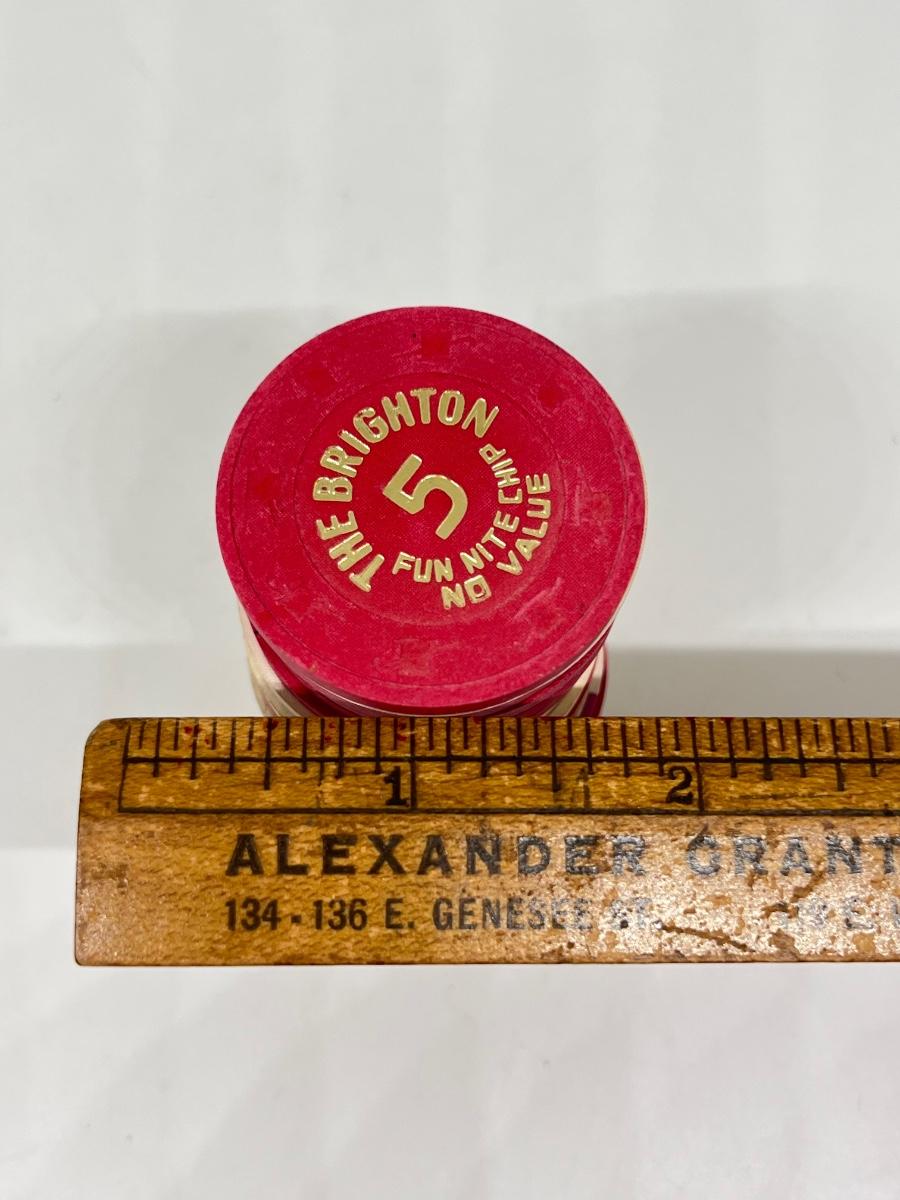 THE BRIGHTON
5
FUN NITE CHIP
NO VALUE
1 2
ALEXANDER GRANT
134-136 E. GENESEE ST.